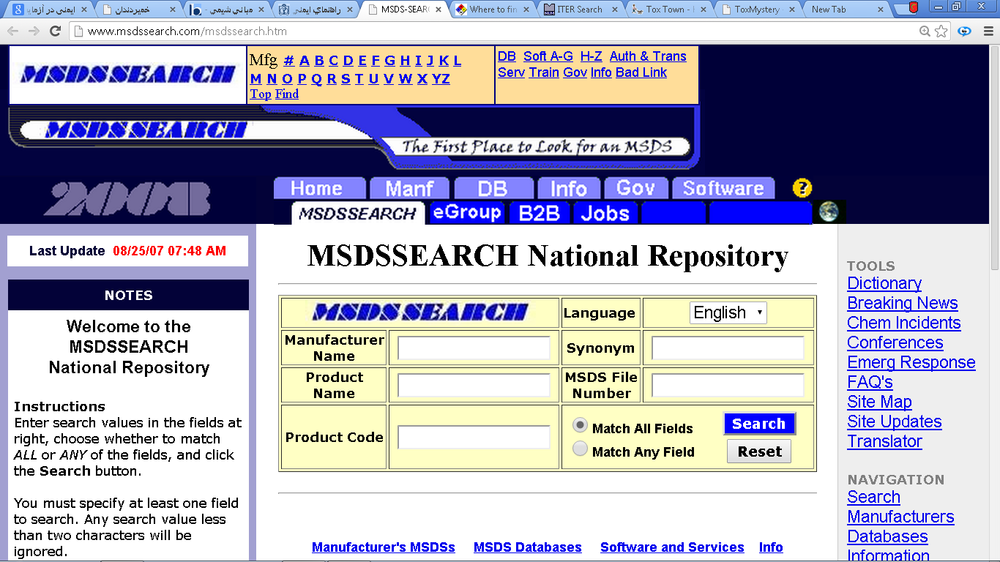 ایمنی در آزمای
خمیردندان
مباني شيمي -
راهنماي ايمني
MSDS-SEAR
Where to fin
ITER Search
Tox Town -
ToxMystery
New Tab
www.msdssearch.com/msdssearch.htm
MSDSSEARCH
Mfg # A B C D E F G H I J K L
M N O P Q R S T U V W X YZ
Top Find
DB Soft A-G H-Z Auth & Trans
Serv Train Gov Info Bad Link
MSDSSEARCH
The First Place to Look for an MSDS
2008
Home Manf DB Info Gov Software ?
MSDSSEARCH eGroup B2B Jobs
Last Update 08/25/07 07:48 AM
NOTES
Welcome to the
MSDSSEARCH
National Repository
Instructions
Enter search values in the fields at
right, choose whether to match
ALL or ANY of the fields, and click
the Search button.
You must specify at least one field
to search. Any search value less
than two characters will be
ignored.
MSDSSEARCH National Repository
MSDSSEARCH
Language
English
Manufacturer
Name
Synonym
Product
Name
MSDS File
Number
Product Code
Match All Fields
Match Any Field
Search
Reset
Manufacturer's MSDSs MSDS Databases Software and Services Info
TOOLS
Dictionary
Breaking News
Chem Incidents
Conferences
Emerg Response
FAQ's
Site Map
Site Updates
Translator
NAVIGATION
Search
Manufacturers
Databases
Information